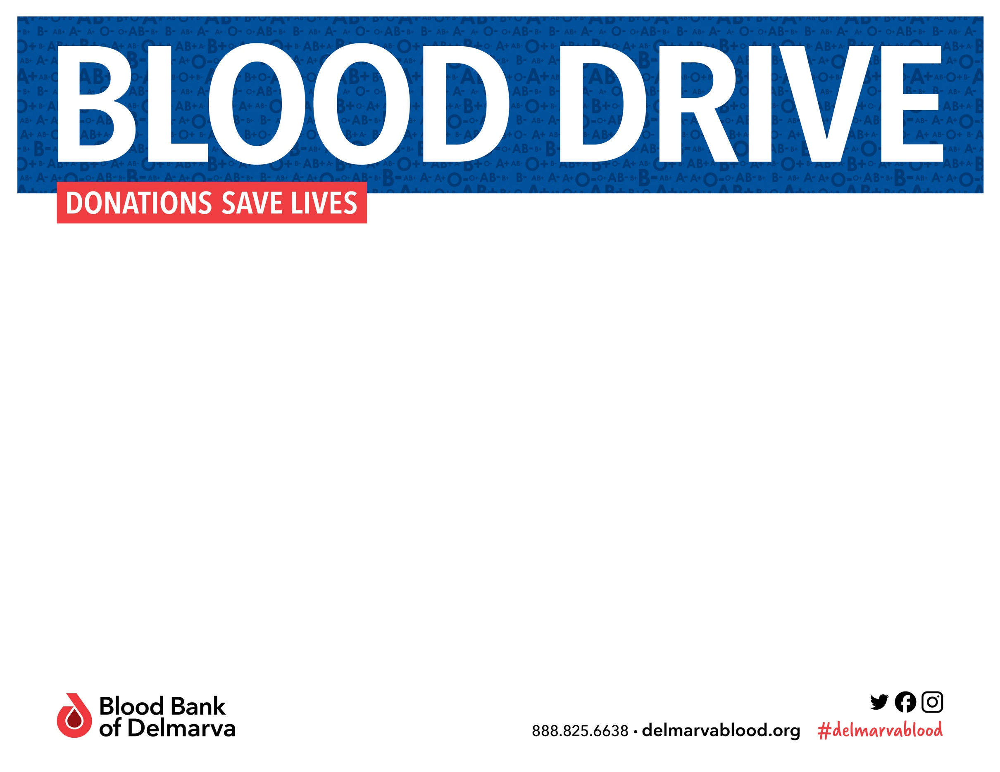 BLOOD DRIVE
DONATIONS SAVE LIVES
Blood Bank
of Delmarva
888.825.6638 • delmarvablood.org
#delmarvablood